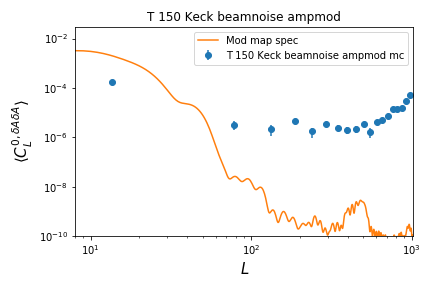 T 150 Keck beamnoise ampmod
Mod map spec
T 150 Keck beamnoise ampmod mc
10⁻²
10⁻⁴
10⁻⁶
10⁻⁸
10⁻¹⁰
⟨C_L^{0,δAδA}⟩
10¹
10²
10³
L